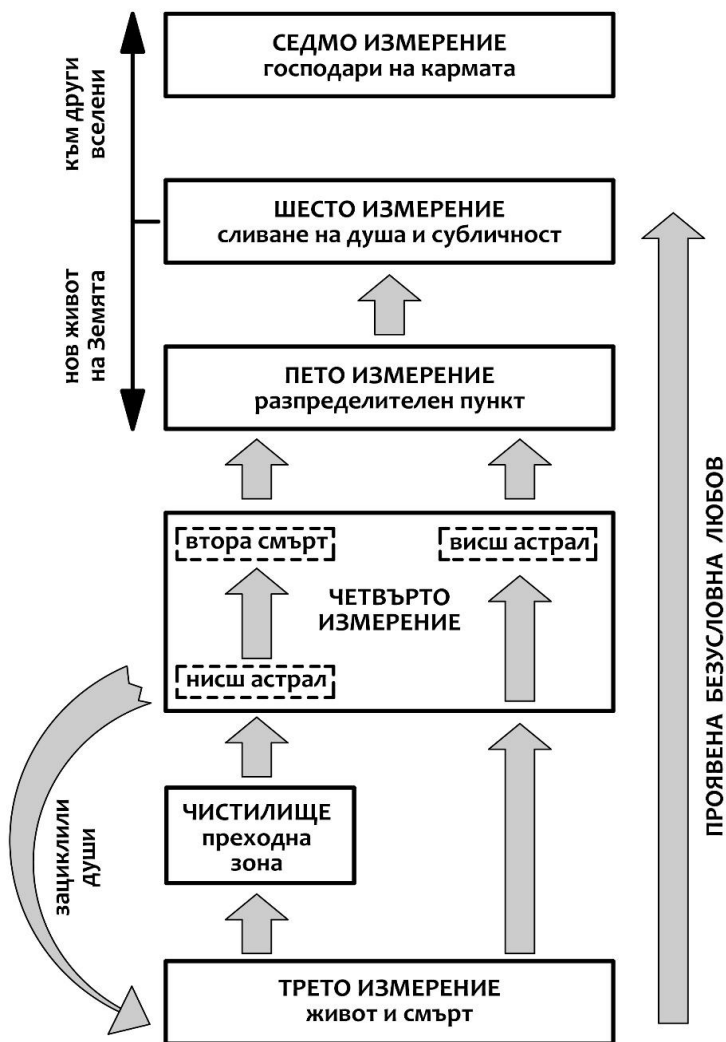 СЕДМО ИЗМЕРЕНИЕ
господари на кармата
към други
вселени
ШЕСТО ИЗМЕРЕНИЕ
сливане на душа и субличност
нов живот
на Земята
ПЕТО ИЗМЕРЕНИЕ
разпределителен пункт
втора смърт
висш астрал
ЧЕТВЪРТО
ИЗМЕРЕНИЕ
нисш астрал
ПРОЯВЕНА БЕЗУСЛОВНА ЛЮБОВ
ЧИСТИЛИЩЕ
преходна
зона
зациклили
души
ТРЕТО ИЗМЕРЕНИЕ
живот и смърт